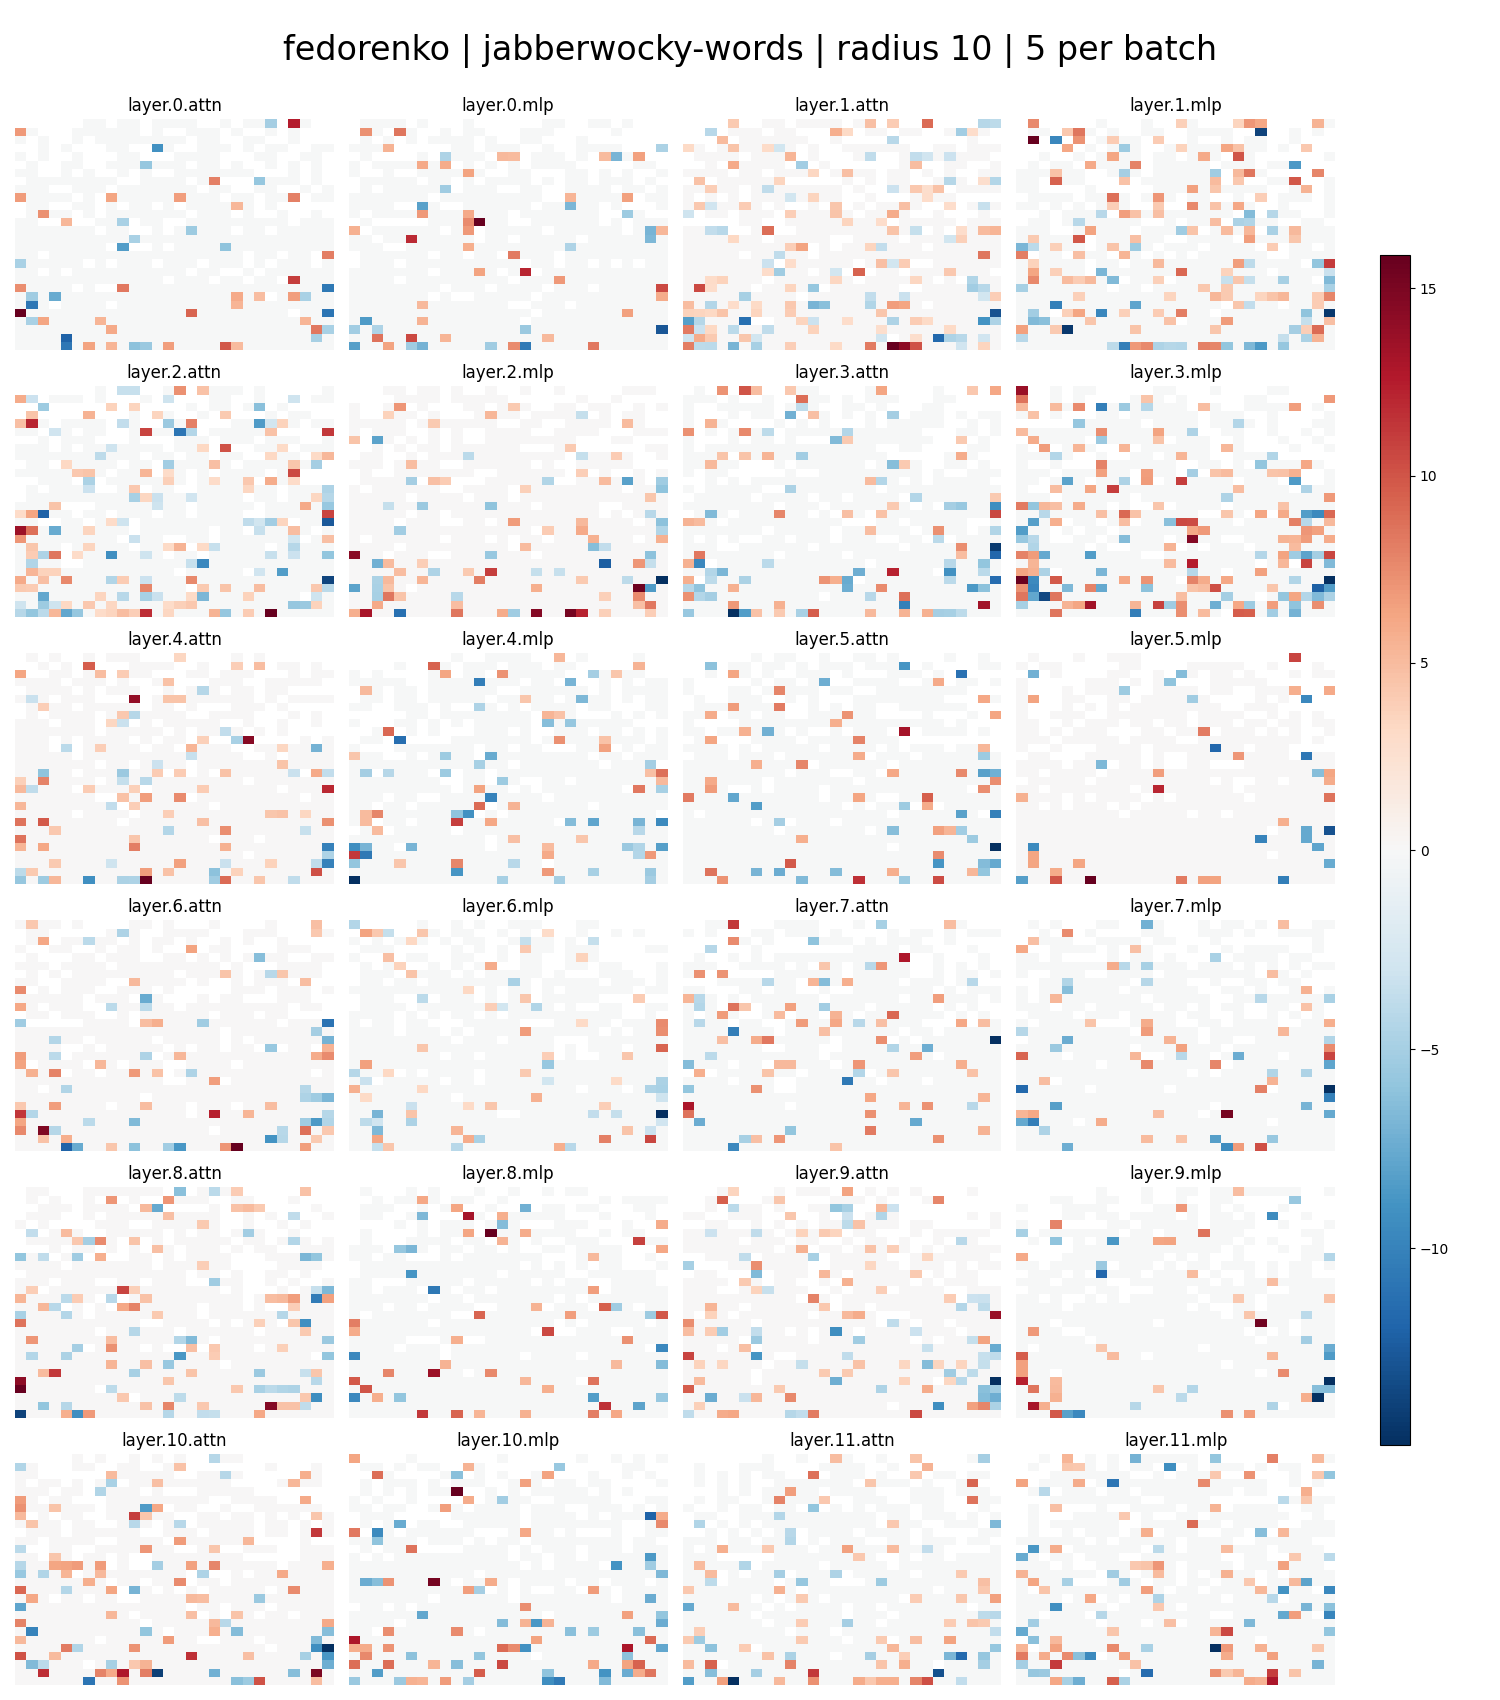 fedorenko | jabberwocky-words | radius 10 | 5 per batch
layer.0.attn layer.0.mlp layer.1.attn layer.1.mlp
layer.2.attn layer.2.mlp layer.3.attn layer.3.mlp
layer.4.attn layer.4.mlp layer.5.attn layer.5.mlp
layer.6.attn layer.6.mlp layer.7.attn layer.7.mlp
layer.8.attn layer.8.mlp layer.9.attn layer.9.mlp
layer.10.attn layer.10.mlp layer.11.attn layer.11.mlp
15
10
5
0
−5
−10